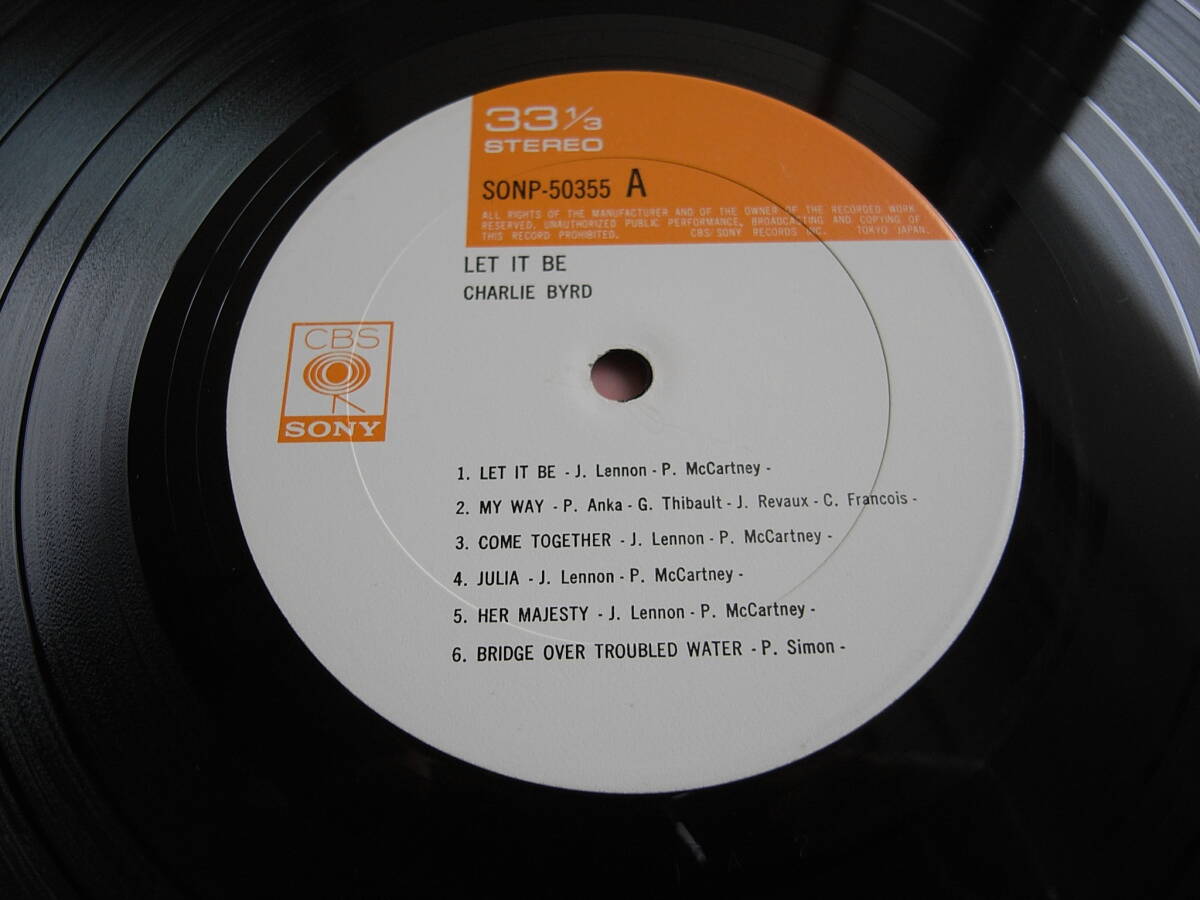 33 1/3
STEREO
SONP-50355 A
ALL RIGHTS OF THE MANUFACTURER AND OF THE OWNER OF THE RECORDED WORK
RESERVED, UNAUTHORIZED PUBLIC PERFORMANCE, BROADCASTING AND COPYING OF
THIS RECORD PROHIBITED. CBS/SONY RECORDS INC. TOKYO JAPAN.
LET IT BE
CHARLIE BYRD
CBS
SONY
1. LET IT BE - J. Lennon - P. McCartney -
2. MY WAY - P. Anka - G. Thibault - J. Revaux - C. Francois -
3. COME TOGETHER - J. Lennon - P. McCartney -
4. JULIA - J. Lennon - P. McCartney -
5. HER MAJESTY - J. Lennon - P. McCartney -
6. BRIDGE OVER TROUBLED WATER - P. Simon -